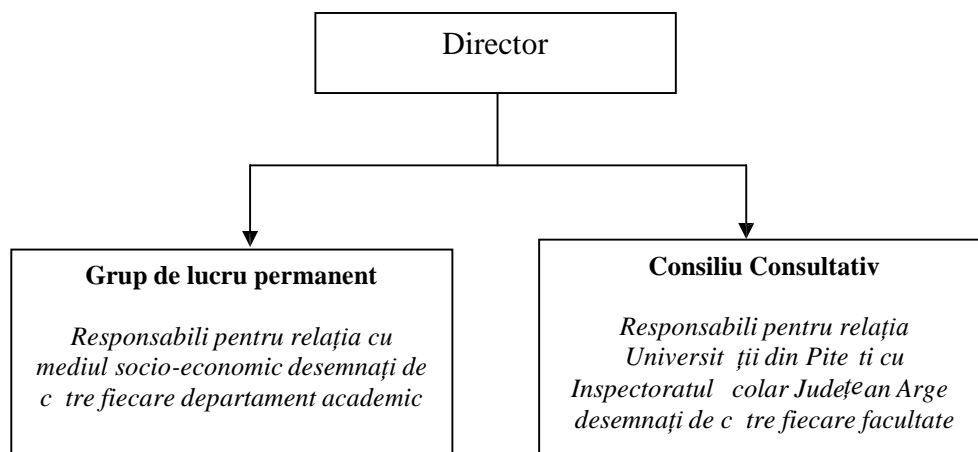 Director
Grup de lucru permanent
Responsabili pentru relația cu
mediul socio-economic desemnați de
c tre fiecare departament academic
Consiliu Consultativ
Responsabili pentru relația
Universit ții din Pite ti cu
Inspectoratul colar Județean Arge
desemnați de c tre fiecare facultate